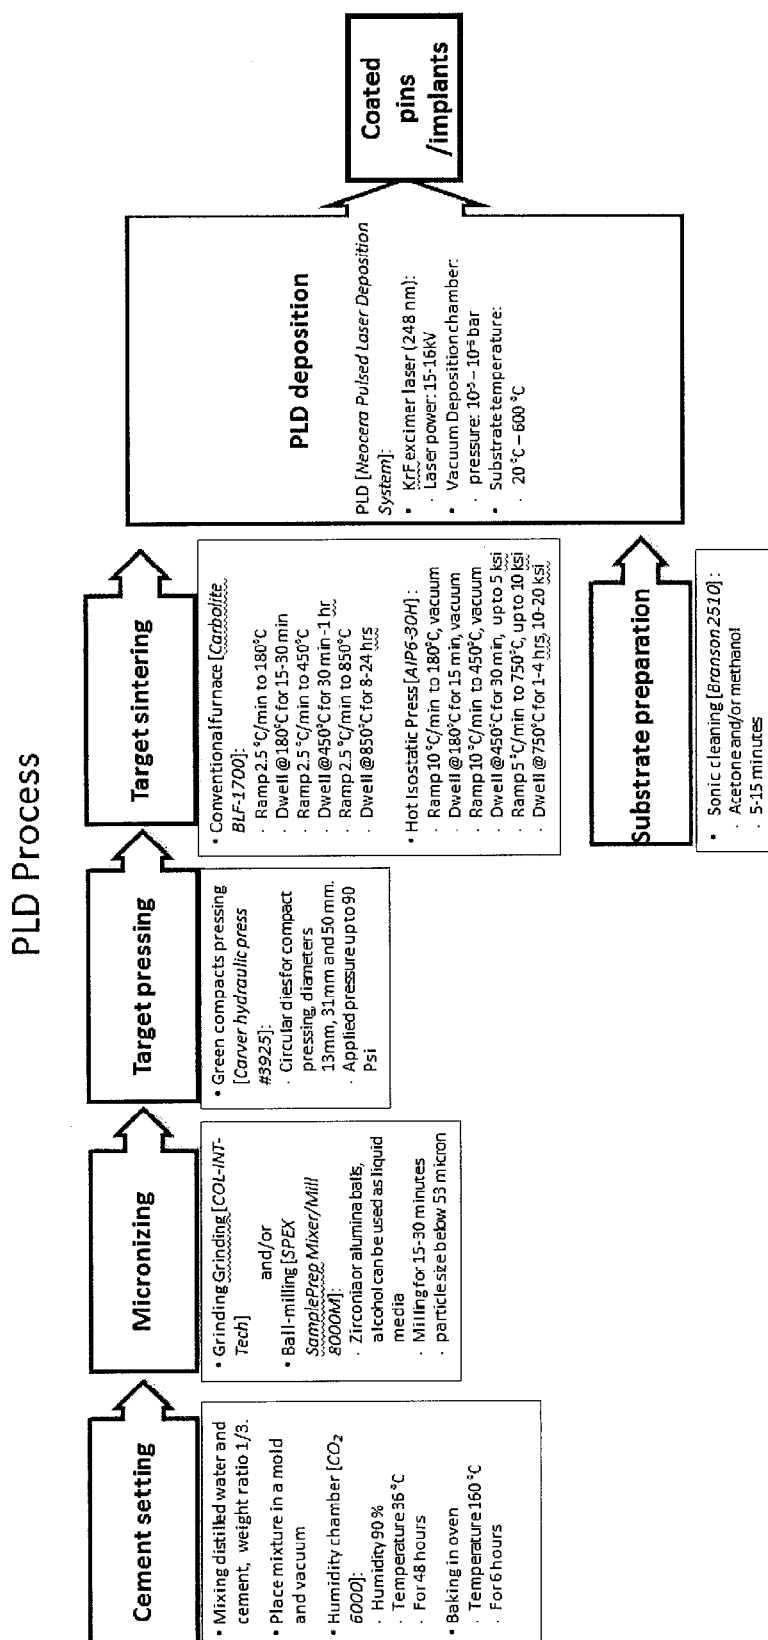 PLD Process
Cement setting
• Mixing distilled water and
cement, weight ratio 1/3.
• Place mixture in a mold
and vacuum
• Humidity chamber [CO₂
6000]:
· Humidity 90 %
· Temperature 36 °C
· For 48 hours
• Baking in oven
· Temperature 160 °C
· For 6 hours
Micronizing
• Grinding Grinding [COL-INT-
Tech]
and/or
• Ball-milling [SPEX
SamplePrep Mixer/Mill
8000M]:
· Zirconia or alumina balls,
alcohol can be used as liquid
media
· Milling for 15-30 minutes
· particle size below 53 micron
Target pressing
• Green compacts pressing
[Carver hydraulic press
#3925]:
· Circular dies for compact
pressing, diameters
13mm, 31mm and 50 mm.
· Applied pressure up to 90
Psi
Target sintering
• Conventional furnace [Carbolite
BLF-1700]:
· Ramp 2.5 °C/min to 180°C
· Dwell @180°C for 15-30 min
· Ramp 2.5 °C/min to 450°C
· Dwell @450°C for 30 min-1 hr
· Ramp 2.5 °C/min to 850°C
· Dwell @850°C for 8-24 hrs
• Hot Isostatic Press [AIP6-30H]:
· Ramp 10 °C/min to 180°C, vacuum
· Dwell @180°C for 15 min, vacuum
· Ramp 10 °C/min to 450°C, vacuum
· Dwell @450°C for 30 min, up to 5 ksi
· Ramp 5 °C/min to 750°C, up to 10 ksi
· Dwell @750°C for 1-4 hrs, 10-20 ksi
Substrate preparation
• Sonic cleaning [Branson 2510]:
· Acetone and/or methanol
· 5-15 minutes
PLD deposition
PLD [Neocera Pulsed Laser Deposition
System]:
• KrF excimer laser (248 nm):
· Laser power: 15-16kV
• Vacuum Deposition chamber:
· pressure: 10⁻⁵ – 10⁻⁶ bar
• Substrate temperature:
· 20 °C – 600 °C
Coated
pins
/implants